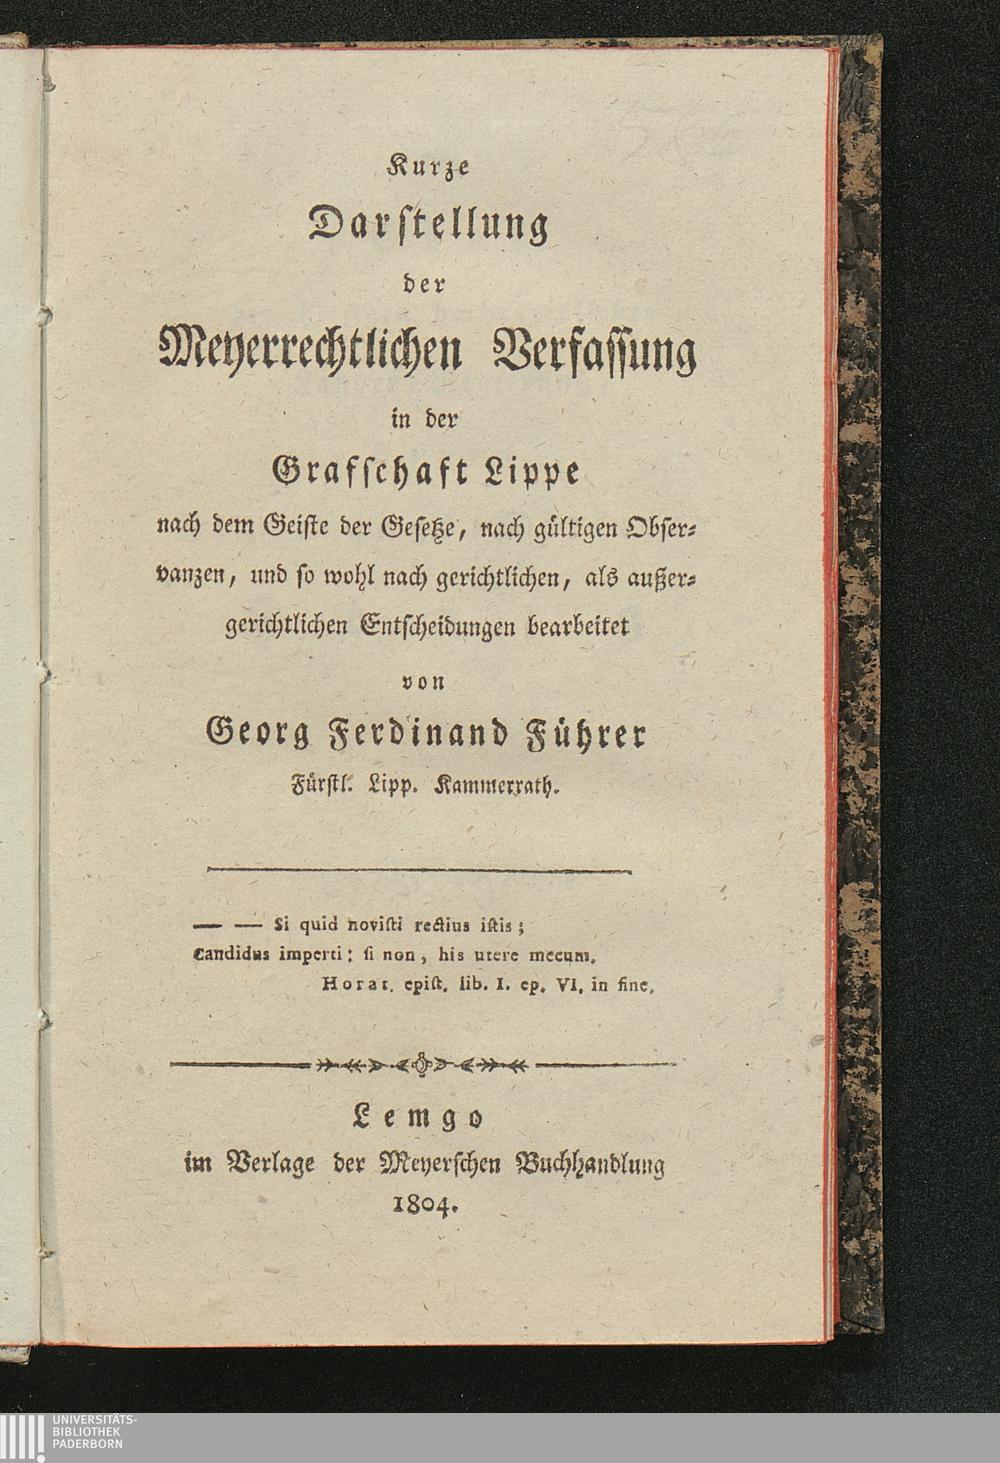 Kurze
Darſtellung
der
Meyerrechtlichen Verfaſſung
in der
Grafſchaft Lippe
nach dem Geiſte der Geſetze, nach gültigen Obſer⸗
vanzen, und ſo wohl nach gerichtlichen, als außer⸗
gerichtlichen Entſcheidungen bearbeitet
von
Georg Ferdinand Führer
Fürſtl. Lipp. Kammerrath.
— — Si quid noviſti rectius iſtis;
Candidus imperti; ſi non, his utere mecum.
Horat. epiſt. lib. I. ep. VI. in fine.
Lemgo
im Verlage der Meyerſchen Buchhandlung
1804.
UNIVERSITÄTS-
BIBLIOTHEK
PADERBORN